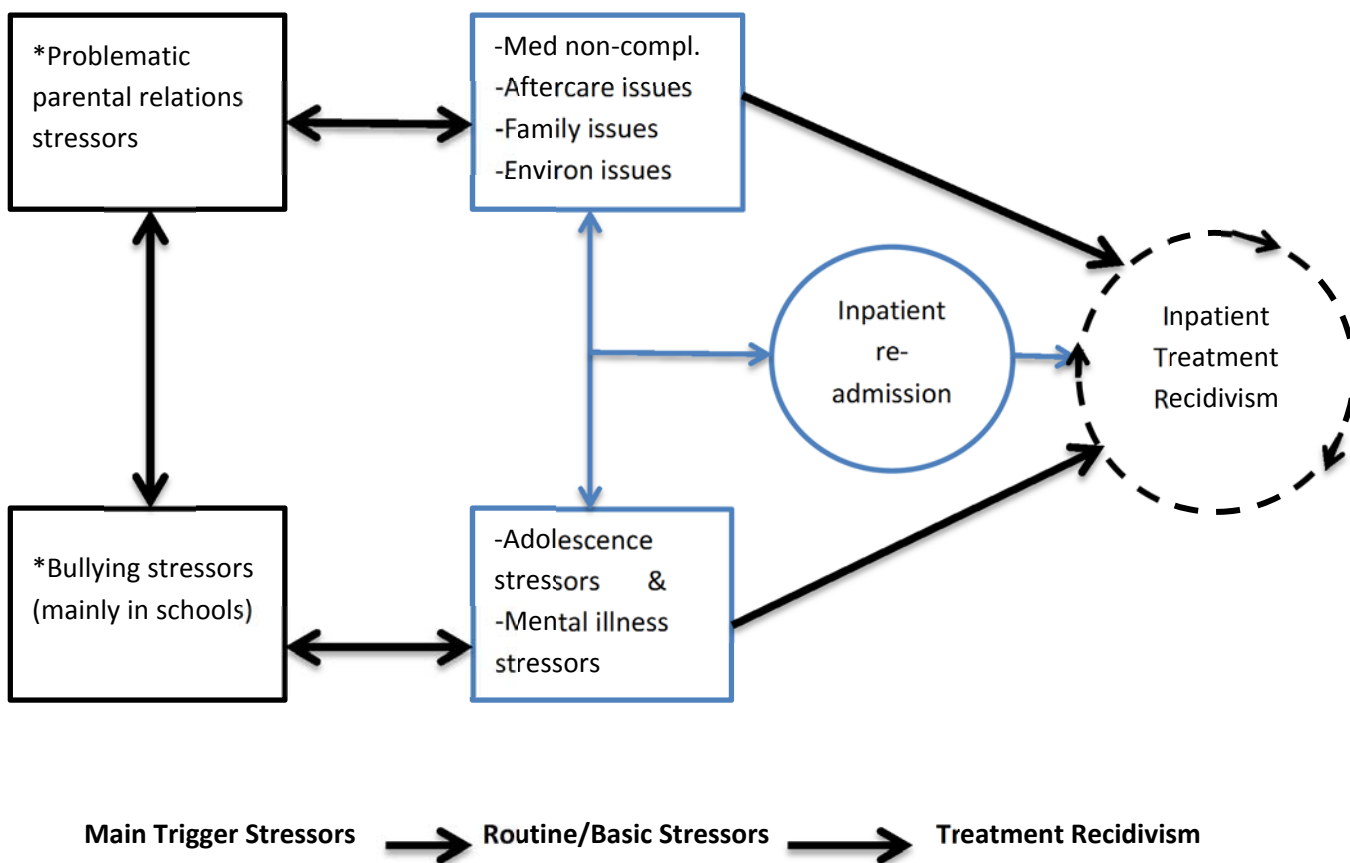 *Problematic
parental relations
stressors
-Med non-compl.
-Aftercare issues
-Family issues
-Environ issues
Inpatient
re-
admission
Inpatient
Treatment
Recidivism
*Bullying stressors
(mainly in schools)
-Adolescence
stressors &
-Mental illness
stressors
Main Trigger Stressors Routine/Basic Stressors Treatment Recidivism